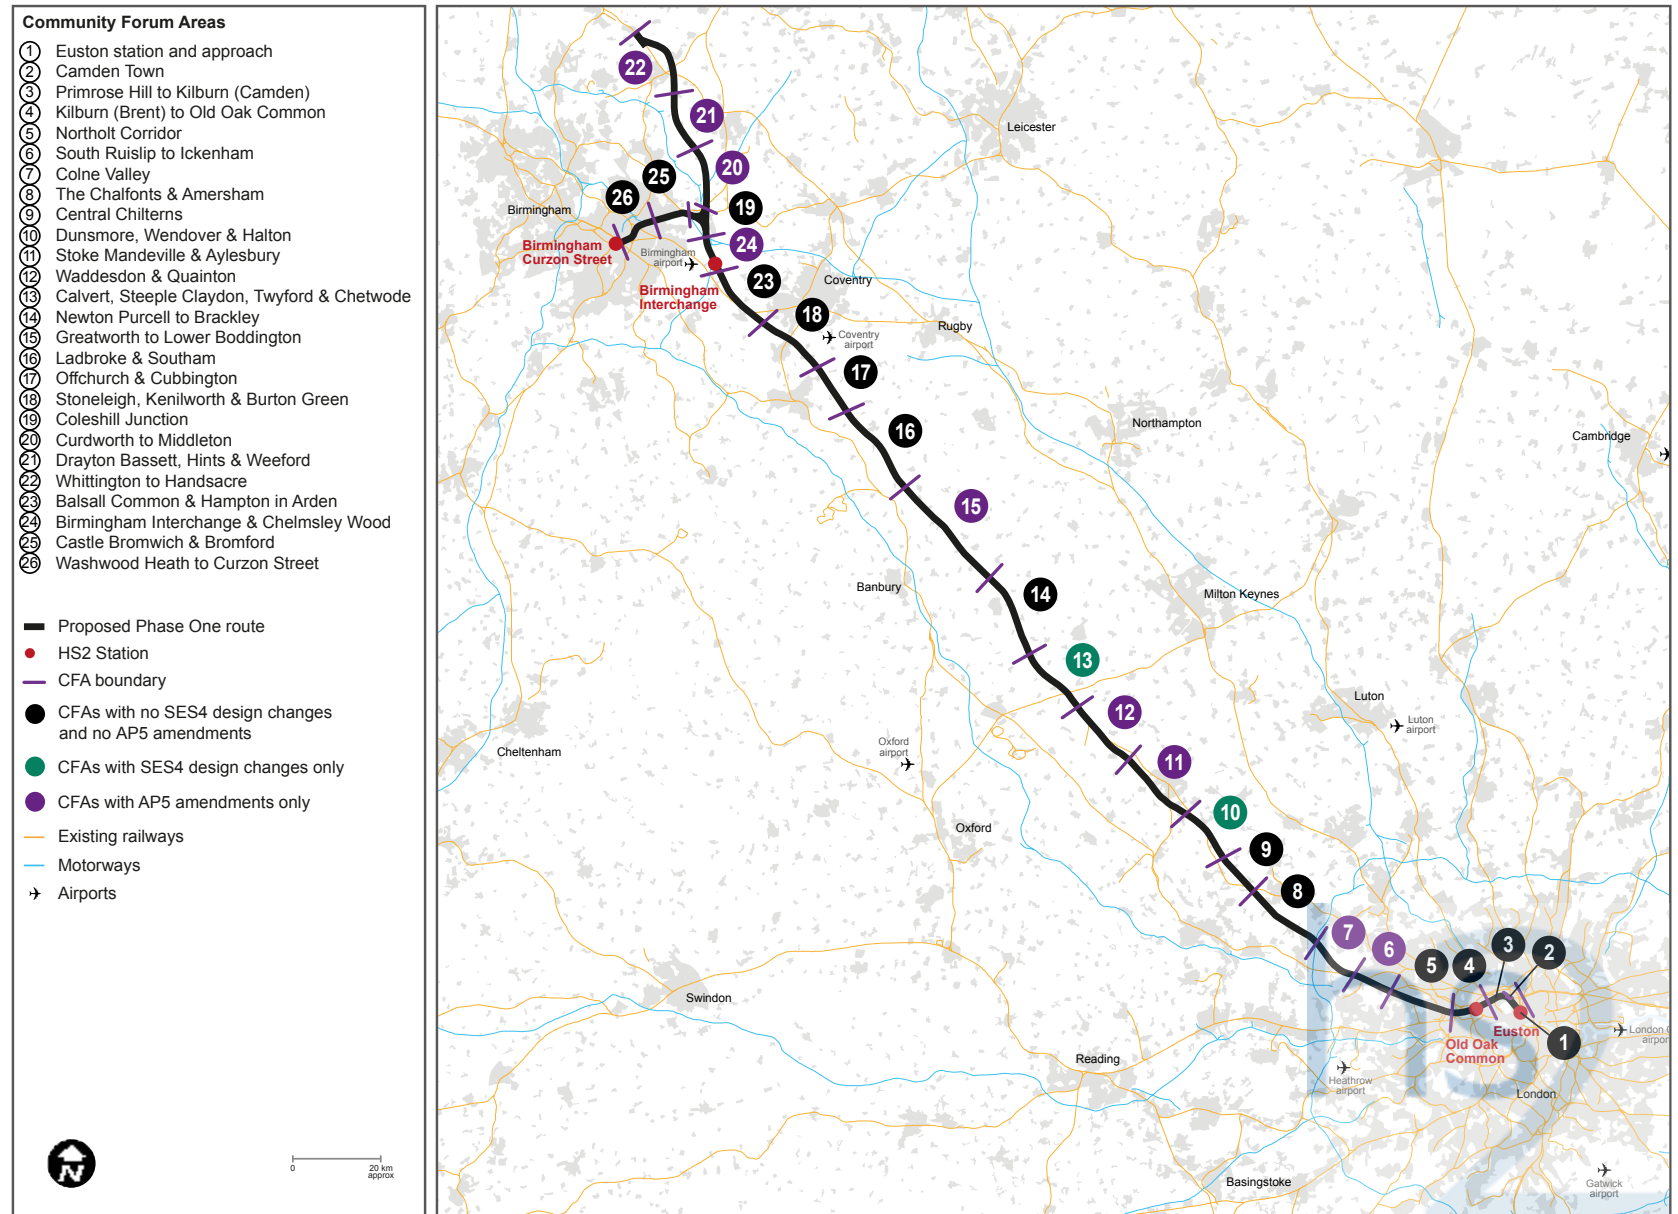 Community Forum Areas
1 Euston station and approach
2 Camden Town
3 Primrose Hill to Kilburn (Camden)
4 Kilburn (Brent) to Old Oak Common
5 Northolt Corridor
6 South Ruislip to Ickenham
7 Colne Valley
8 The Chalfonts & Amersham
9 Central Chilterns
10 Dunsmore, Wendover & Halton
11 Stoke Mandeville & Aylesbury
12 Waddesdon & Quainton
13 Calvert, Steeple Claydon, Twyford & Chetwode
14 Newton Purcell to Brackley
15 Greatworth to Lower Boddington
16 Ladbroke & Southam
17 Offchurch & Cubbington
18 Stoneleigh, Kenilworth & Burton Green
19 Coleshill Junction
20 Curdworth to Middleton
21 Drayton Bassett, Hints & Weeford
22 Whittington to Handsacre
23 Balsall Common & Hampton in Arden
24 Birmingham Interchange & Chelmsley Wood
25 Castle Bromwich & Bromford
26 Washwood Heath to Curzon Street
Proposed Phase One route
HS2 Station
CFA boundary
CFAs with no SES4 design changes
and no AP5 amendments
CFAs with SES4 design changes only
CFAs with AP5 amendments only
Existing railways
Motorways
Airports
N
0
20 km
approx
22
21
Leicester
20
25
26
19
Birmingham
24
Birmingham
Curzon Street
Birmingham
airport
23
Coventry
Birmingham
Interchange
18
Rugby
Coventry
airport
17
Northampton
16
Cambridge
15
Banbury
14
Milton Keynes
13
Luton
12
Luton
airport
Cheltenham
Oxford
airport
11
10
Oxford
9
8
7
6
5
4
3
2
Swindon
Euston
London
airport
1
Old Oak
Common
Reading
Heathrow
airport
London
Basingstoke
Gatwick
airport